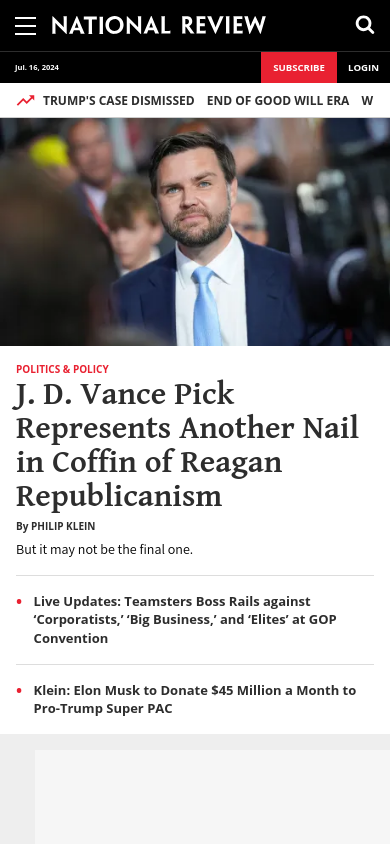 NATIONAL REVIEW
Jul. 16, 2024
SUBSCRIBE
LOGIN
TRUMP'S CASE DISMISSED
END OF GOOD WILL ERA
W
POLITICS & POLICY
J. D. Vance Pick
Represents Another Nail
in Coffin of Reagan
Republicanism
By PHILIP KLEIN
But it may not be the final one.
• Live Updates: Teamsters Boss Rails against
‘Corporatists,’ ‘Big Business,’ and ‘Elites’ at GOP
Convention
• Klein: Elon Musk to Donate $45 Million a Month to
Pro-Trump Super PAC